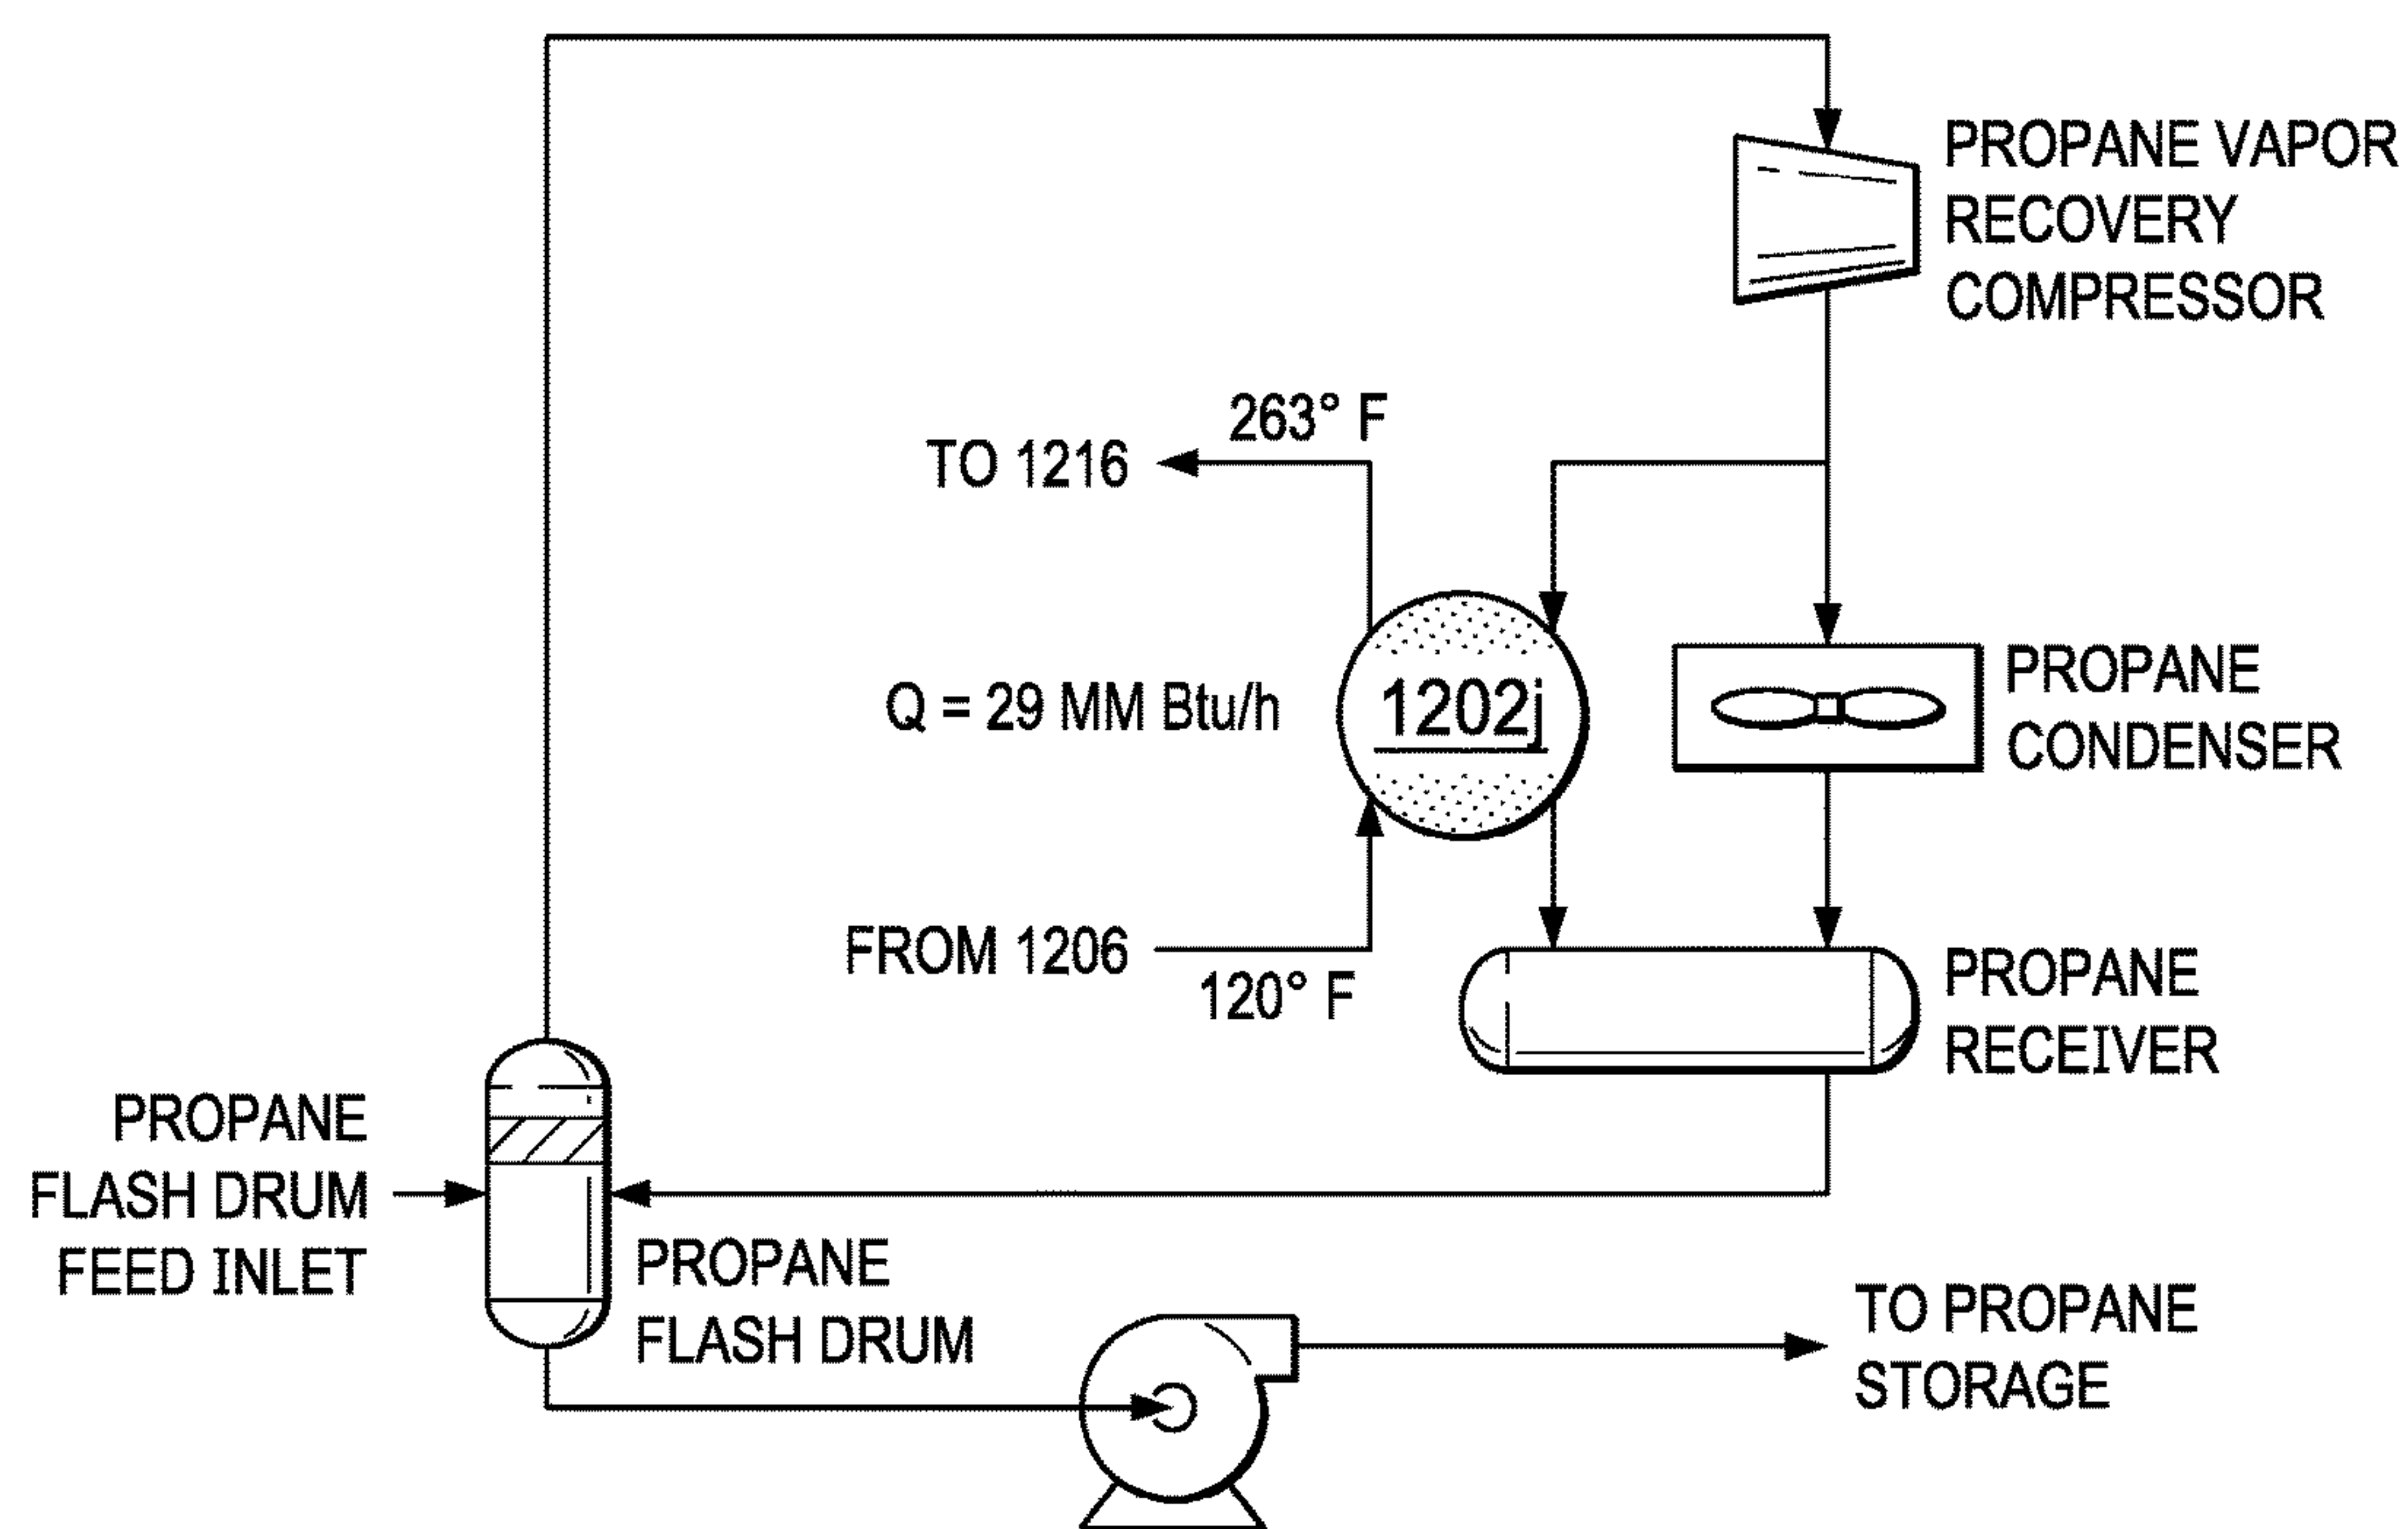 PROPANE VAPOR
RECOVERY
COMPRESSOR
263° F
TO 1216
Q = 29 MM Btu/h
1202j
PROPANE
CONDENSER
FROM 1206
120° F
PROPANE
RECEIVER
PROPANE
FLASH DRUM
FEED INLET
PROPANE
FLASH DRUM
TO PROPANE
STORAGE